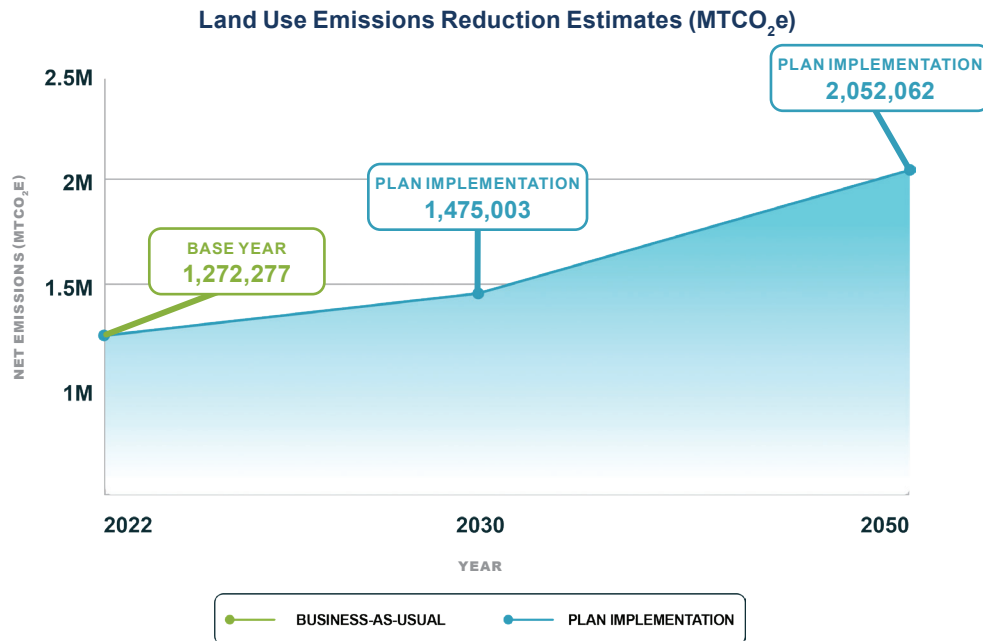 Land Use Emissions Reduction Estimates (MTCO₂e)
PLAN IMPLEMENTATION
2,052,062
2.5M
PLAN IMPLEMENTATION
1,475,003
2M
BASE YEAR
1,272,277
1.5M
1M
NET EMISSIONS (MTCO₂E)
2022
2030
2050
YEAR
BUSINESS-AS-USUAL
PLAN IMPLEMENTATION